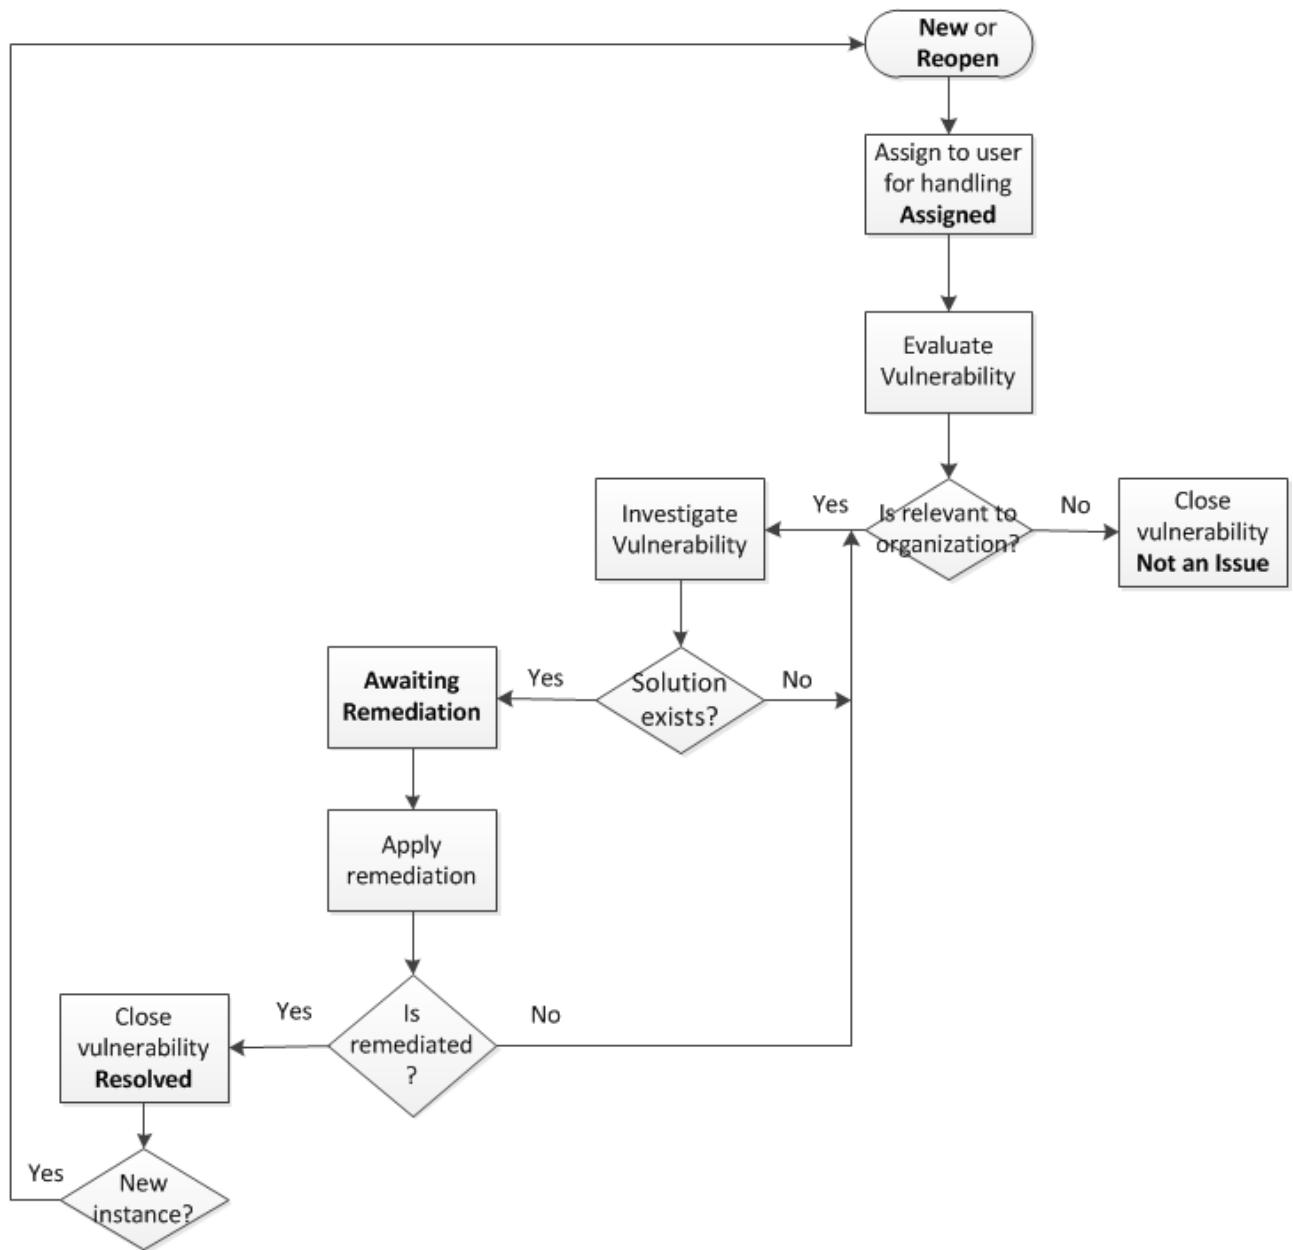 New or
Reopen
Assign to user
for handling
Assigned
Evaluate
Vulnerability
Is relevant to
organization?
Yes
No
Close
vulnerability
Not an Issue
Investigate
Vulnerability
Solution
exists?
Yes
No
Awaiting
Remediation
Apply
remediation
Is
remediated
?
Yes
No
Close
vulnerability
Resolved
New
instance?
Yes